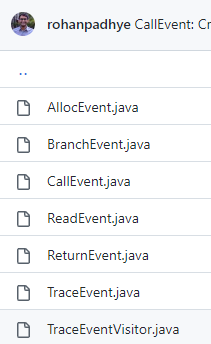 rohanpadhye CallEvent: Cr
..
AllocEvent.java
BranchEvent.java
CallEvent.java
ReadEvent.java
ReturnEvent.java
TraceEvent.java
TraceEventVisitor.java